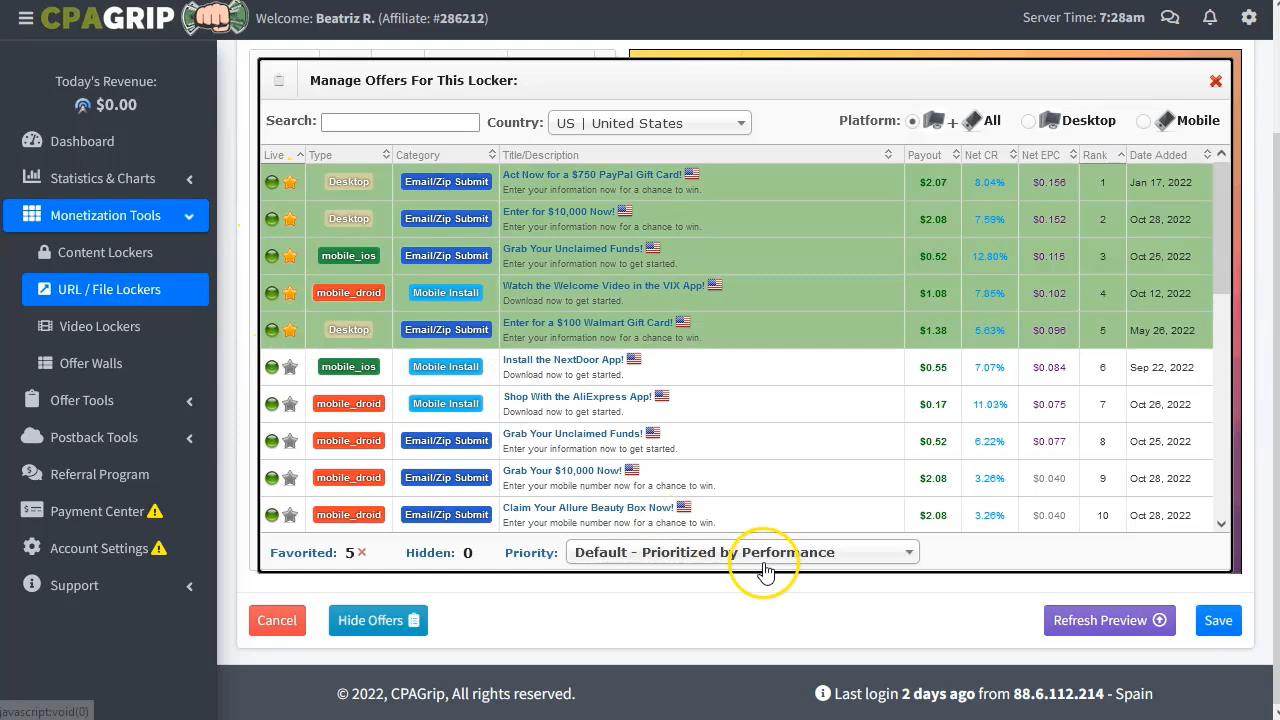 CPAGRIP
Welcome: Beatriz R. (Affiliate: #286212)
Server Time: 7:28am
Today's Revenue:
$0.00
Dashboard
Statistics & Charts
Monetization Tools
Content Lockers
URL / File Lockers
Video Lockers
Offer Walls
Offer Tools
Postback Tools
Referral Program
Payment Center
Account Settings
Support
Manage Offers For This Locker:
Search:
Country: US | United States
Platform: + All Desktop Mobile
Live Type Category Title/Description Payout Net CR Net EPC Rank Date Added
Desktop Email/Zip Submit Act Now for a $750 PayPal Gift Card! $2.07 8.04% $0.156 1 Jan 17, 2022
Enter your information now for a chance to win.
Desktop Email/Zip Submit Enter for $10,000 Now! $2.08 7.59% $0.152 2 Oct 28, 2022
Enter your information now for a chance to win.
mobile_ios Email/Zip Submit Grab Your Unclaimed Funds! $0.52 12.80% $0.115 3 Oct 25, 2022
Enter your information now to get started.
mobile_droid Mobile Install Watch the Welcome Video in the VIX App! $1.08 7.85% $0.102 4 Oct 12, 2022
Download now to get started.
Desktop Email/Zip Submit Enter for a $100 Walmart Gift Card! $1.38 5.63% $0.096 5 May 26, 2022
Enter your information now for a chance to win.
mobile_ios Mobile Install Install the NextDoor App! $0.55 7.07% $0.084 6 Sep 22, 2022
Download now to get started.
mobile_droid Mobile Install Shop With the AliExpress App! $0.17 11.03% $0.075 7 Oct 26, 2022
Download now to get started.
mobile_droid Email/Zip Submit Grab Your Unclaimed Funds! $0.52 6.22% $0.077 8 Oct 25, 2022
Enter your information now to get started.
mobile_droid Email/Zip Submit Grab Your $10,000 Now! $2.08 3.26% $0.040 9 Oct 28, 2022
Enter your mobile number now for a chance to win.
mobile_droid Email/Zip Submit Claim Your Allure Beauty Box Now! $2.08 3.26% $0.040 10 Oct 28, 2022
Enter your mobile number now for a chance to win.
Favorited: 5 Hidden: 0 Priority: Default - Prioritized by Performance
Cancel
Hide Offers
Refresh Preview
Save
© 2022, CPAGrip, All rights reserved.
Last login 2 days ago from 88.6.112.214 - Spain
javascript:void(0)